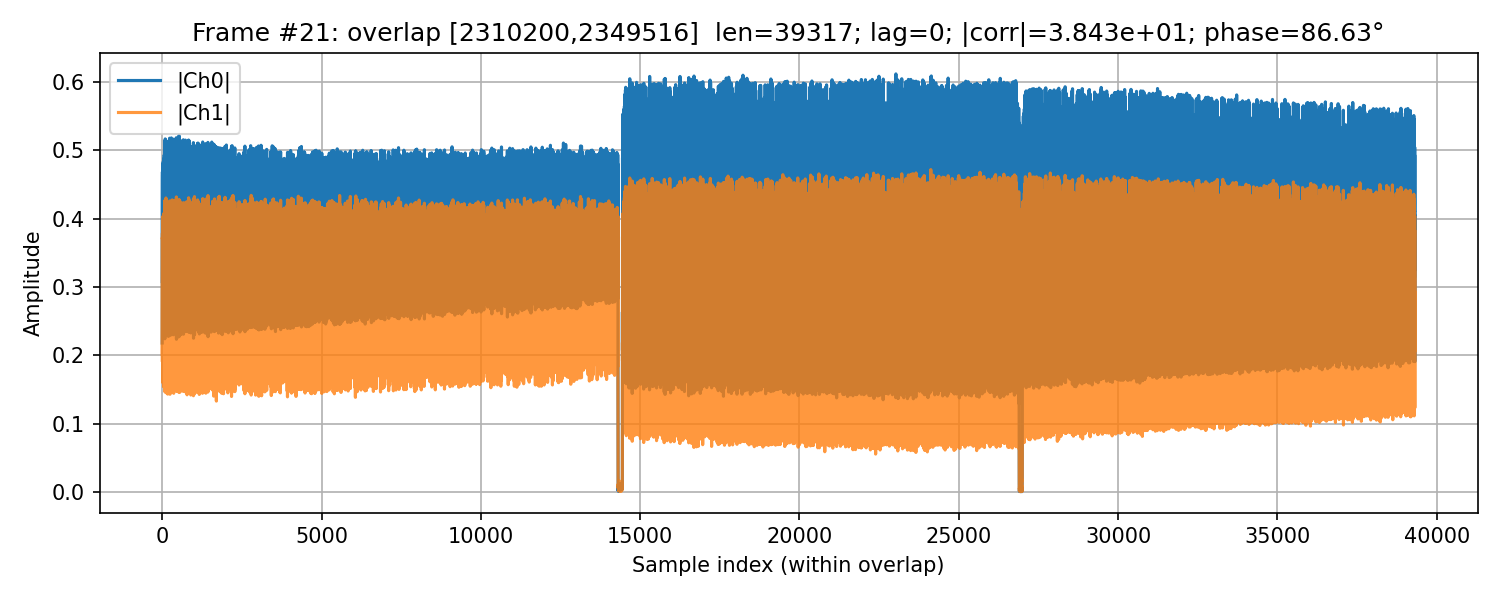 Frame #21: overlap [2310200,2349516]  len=39317; lag=0; |corr|=3.843e+01; phase=86.63°
|Ch0|
|Ch1|
Amplitude
0.6
0.5
0.4
0.3
0.2
0.1
0.0
0 5000 10000 15000 20000 25000 30000 35000 40000
Sample index (within overlap)